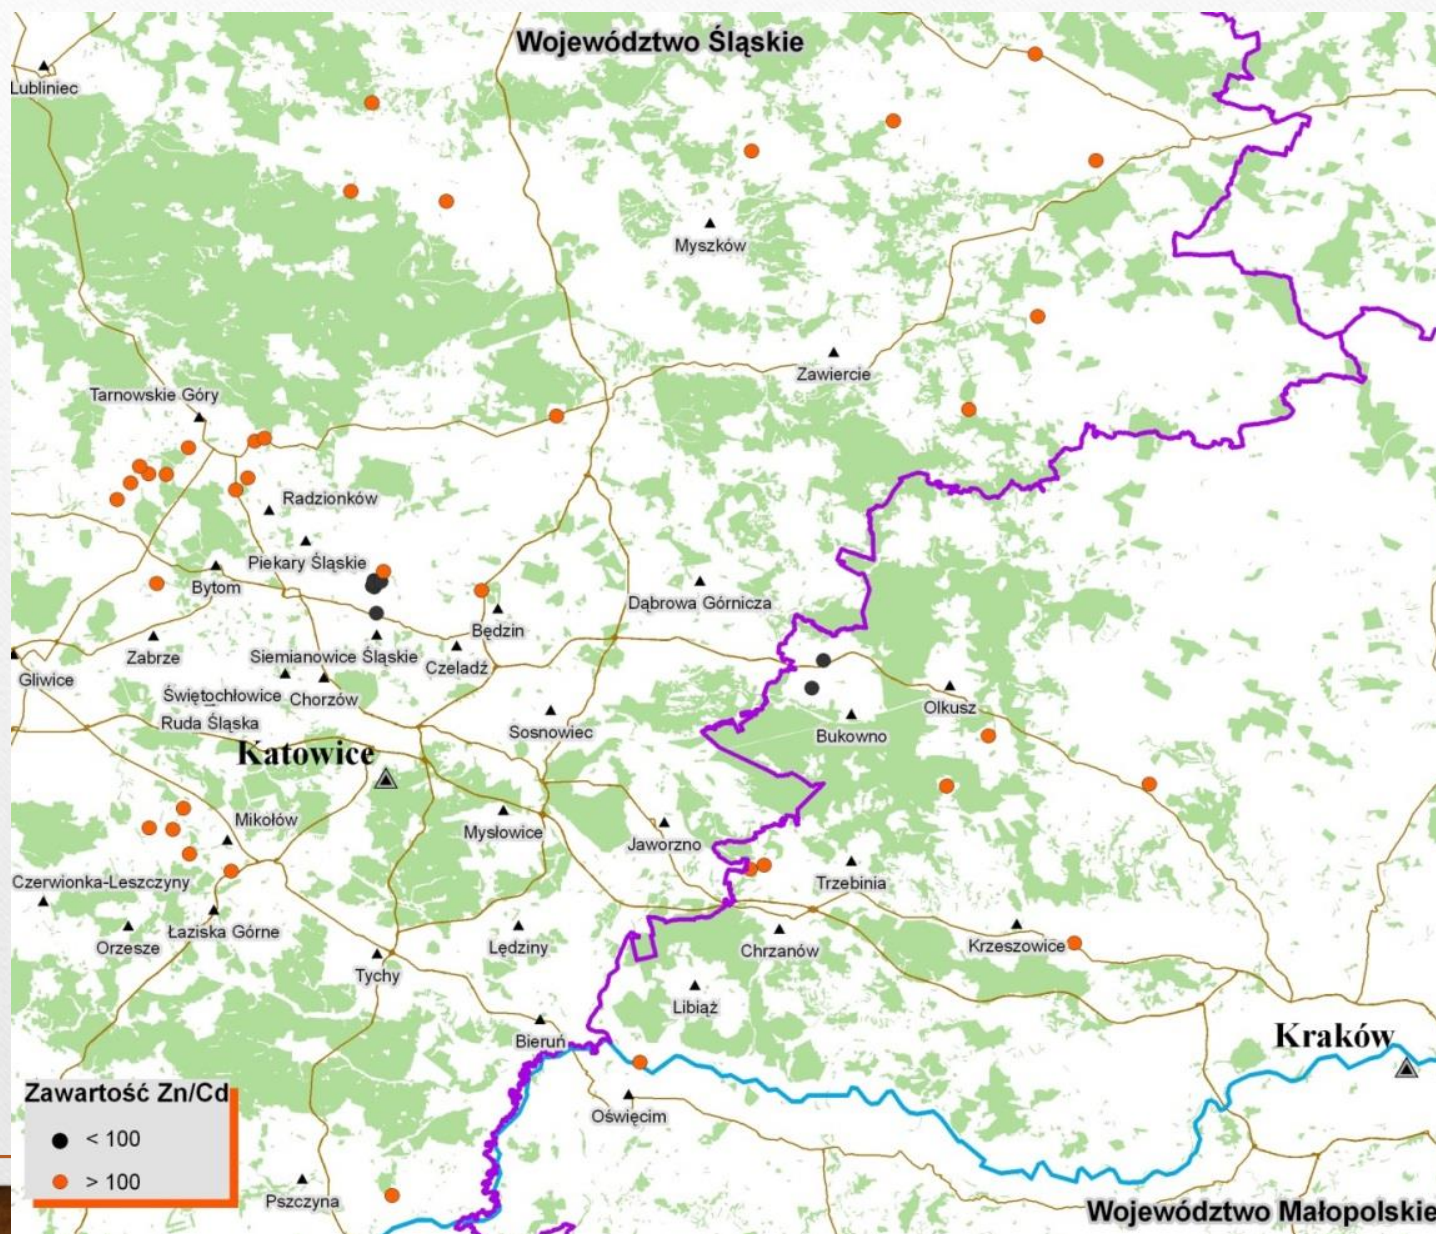 Województwo Śląskie
Lubliniec
Myszków
Zawiercie
Tarnowskie Góry
Radzionków
Piekary Śląskie
Bytom
Dąbrowa Górnicza
Będzin
Zabrze
Siemianowice Śląskie
Czeladź
Gliwice
Świętochłowice
Chorzów
Olkusz
Ruda Śląska
Sosnowiec
Bukowno
Katowice
Mikołów
Mysłowice
Jaworzno
Czerwionka-Leszczyny
Trzebinia
Łaziska Górne
Orzesze
Lędziny
Chrzanów
Krzeszowice
Tychy
Libiąż
Bieruń
Kraków
Zawartość Zn/Cd
< 100
> 100
Oświęcim
Pszczyna
Województwo Małopolskie